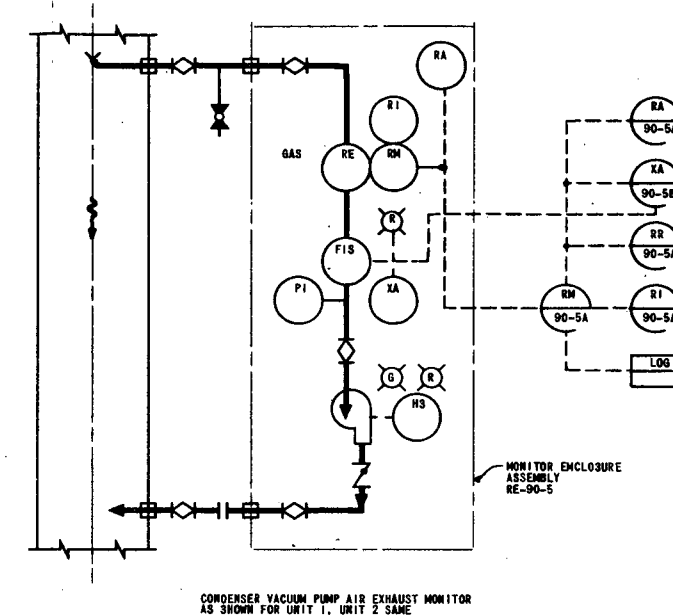 RA
RI
RA
90-5A
GAS
RE
RM
XA
90-5B
R
RR
90-5A
FIS
PI
XA
RM
90-5A
RI
90-5A
LOG
G
R
HS
MONITOR ENCLOSURE
ASSEMBLY
RE-90-5
CONDENSER VACUUM PUMP AIR EXHAUST MONITOR
AS SHOWN FOR UNIT 1, UNIT 2 SAME